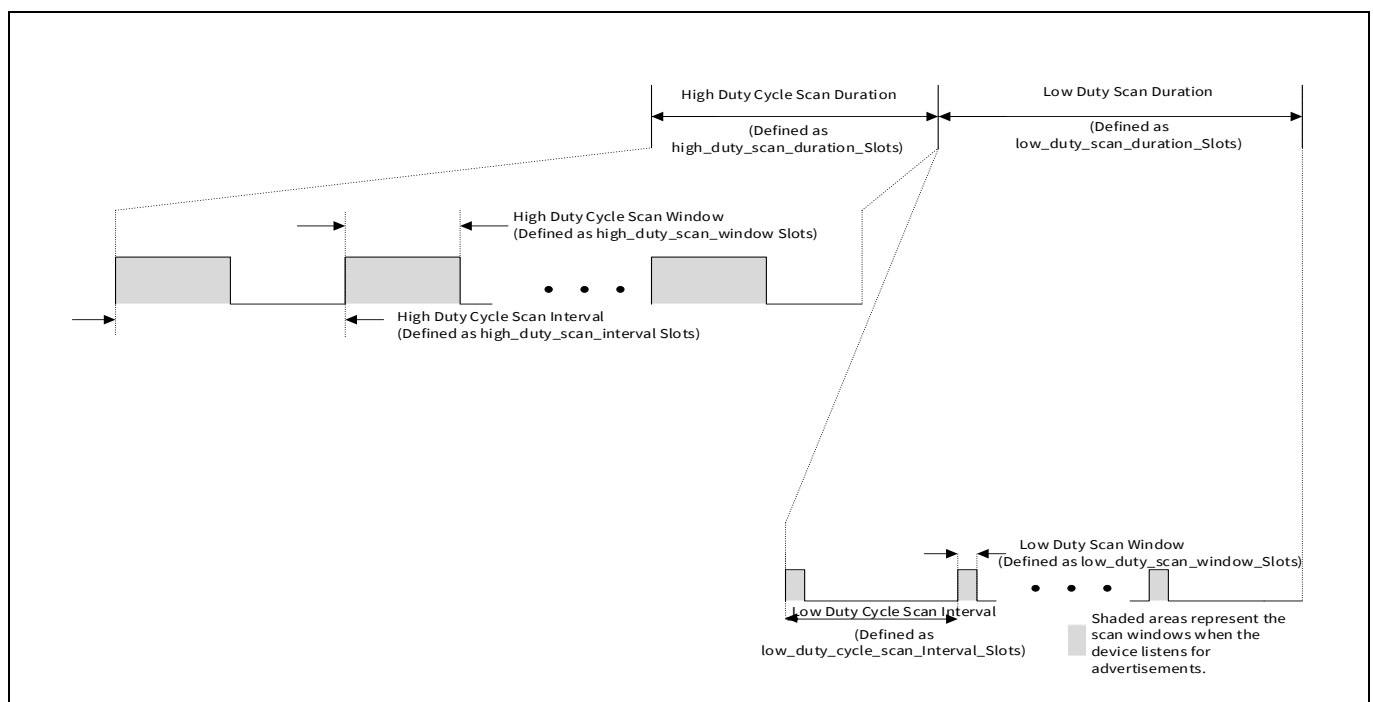 High Duty Cycle Scan Duration
(Defined as
high_duty_scan_duration_Slots)
Low Duty Scan Duration
(Defined as
low_duty_scan_duration_Slots)
High Duty Cycle Scan Window
(Defined as high_duty_scan_window Slots)
High Duty Cycle Scan Interval
(Defined as high_duty_scan_interval Slots)
Low Duty Scan Window
(Defined as low_duty_scan_window_Slots)
Low Duty Cycle Scan Interval
(Defined as
low_duty_cycle_scan_Interval_Slots)
Shaded areas represent the
scan windows when the
device listens for
advertisements.